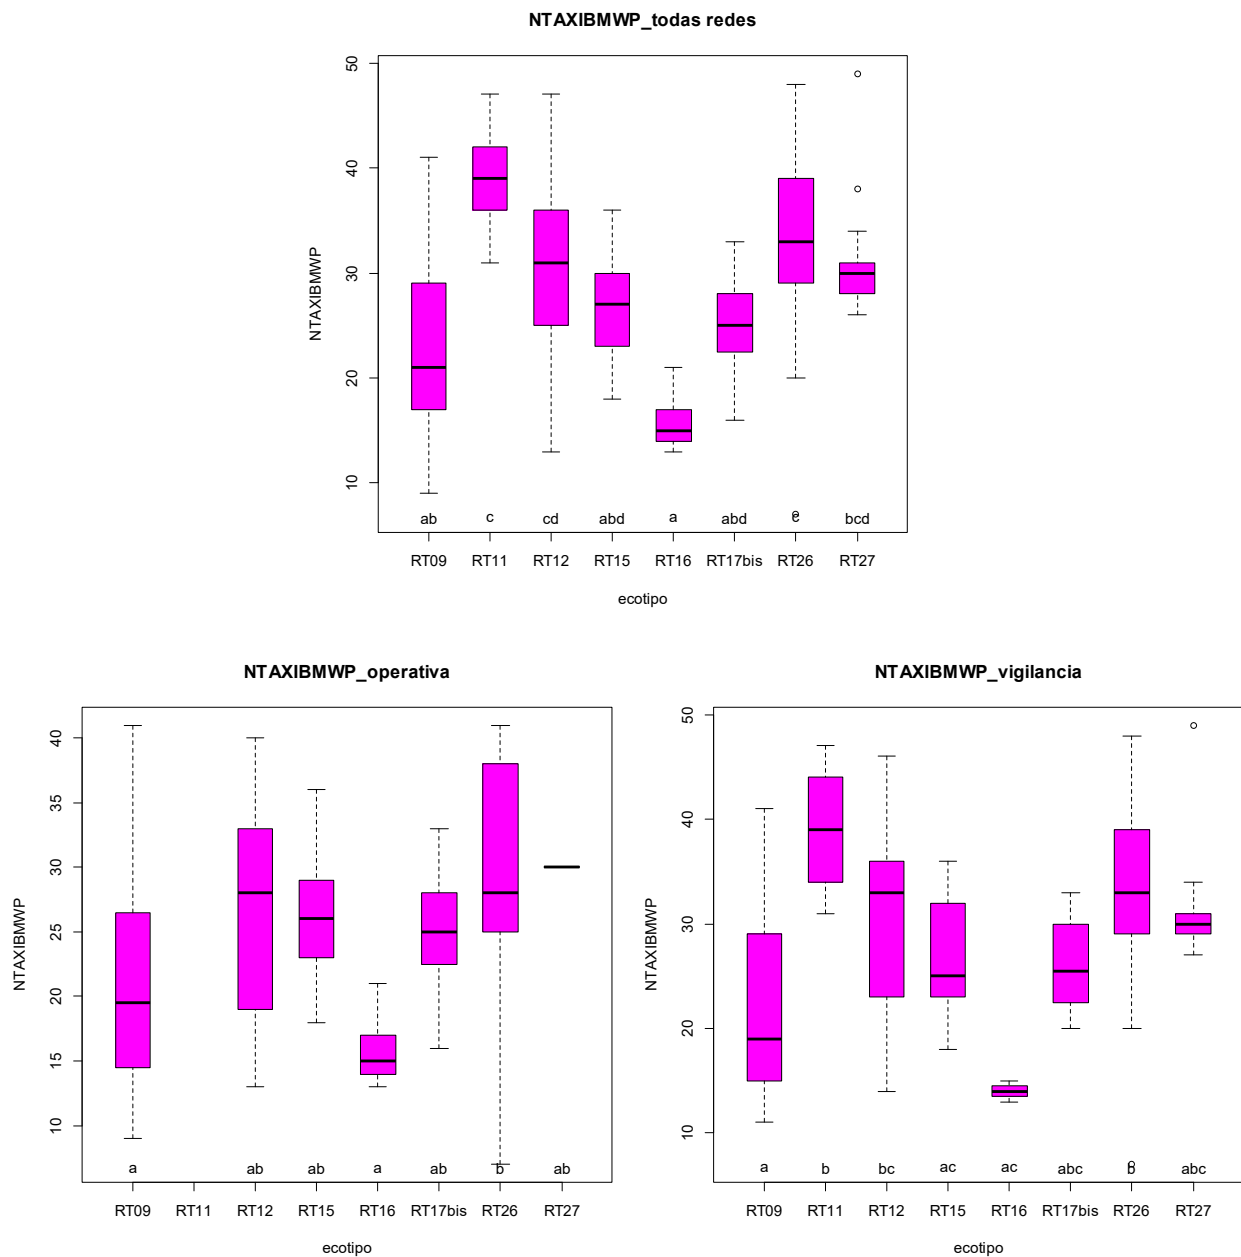 NTAXIBMWP_todas redes
50
40
30
20
10
NTAXIBMWP
ab c cd abd a abd c bcd
RT09 RT11 RT12 RT15 RT16 RT17bis RT26 RT27
ecotipo
NTAXIBMWP_operativa
40
35
30
25
20
15
10
NTAXIBMWP
a ab ab a ab b ab
RT09 RT11 RT12 RT15 RT16 RT17bis RT26 RT27
ecotipo
NTAXIBMWP_vigilancia
50
40
30
20
10
NTAXIBMWP
a b bc ac ac abc b abc
RT09 RT11 RT12 RT15 RT16 RT17bis RT26 RT27
ecotipo